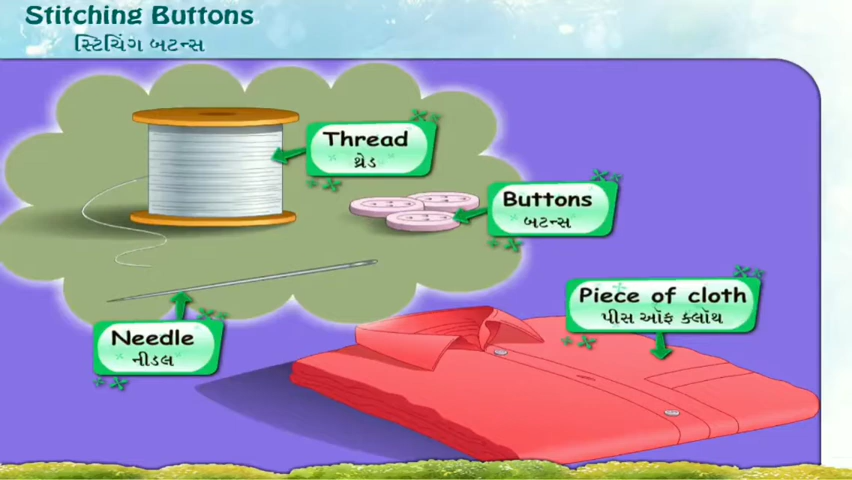 Stitching Buttons
સ્ટિચિંગ બટન્સ
Thread
થ્રેડ
Buttons
બટન્સ
Piece of cloth
પીસ ઑફ ક્લૉથ
Needle
નીડલ